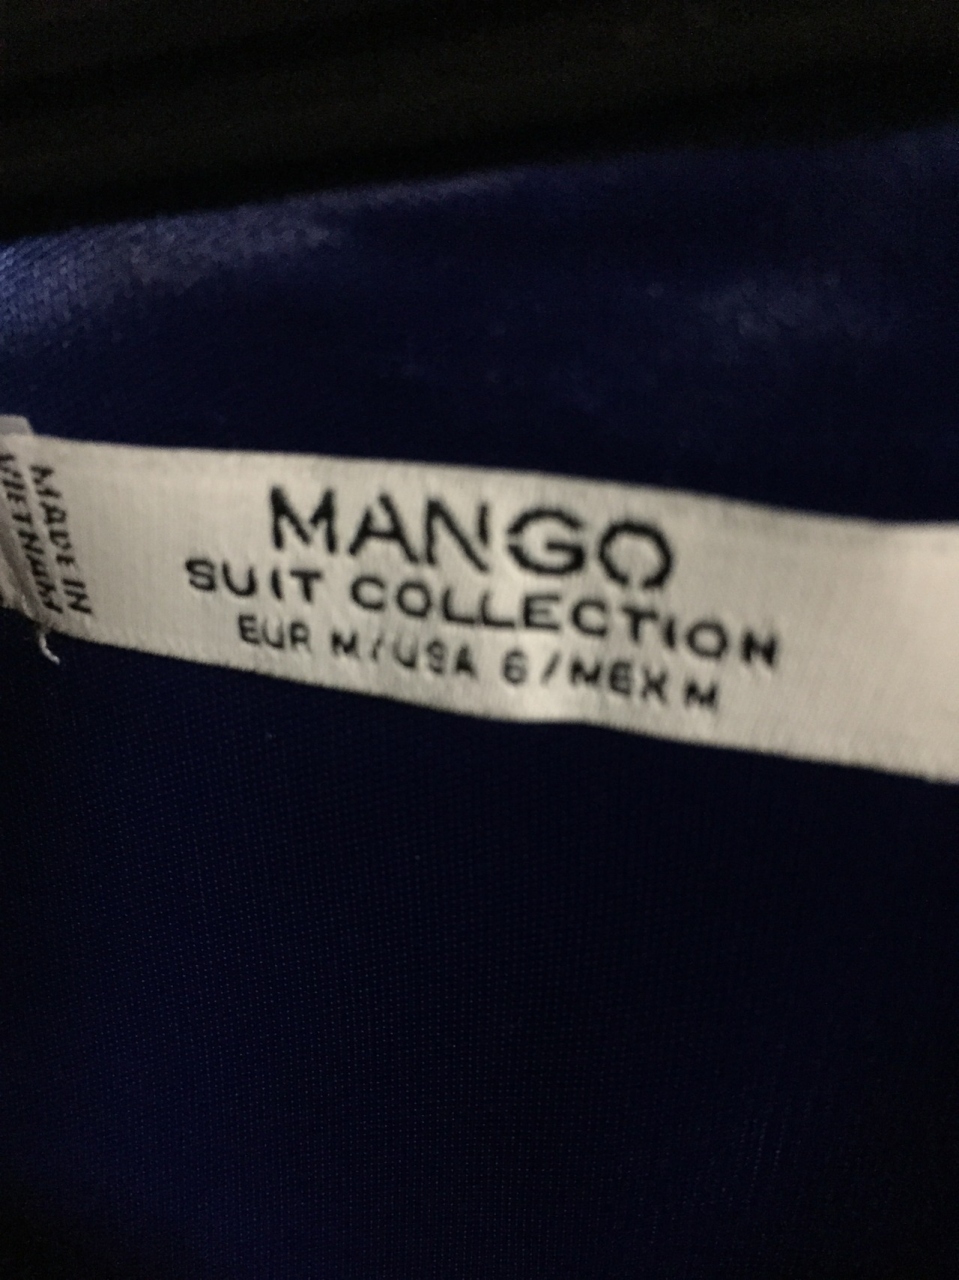 MANGO
SUIT COLLECTION
EUR M/USA 6/MEX M
MADE IN
VIETNAM